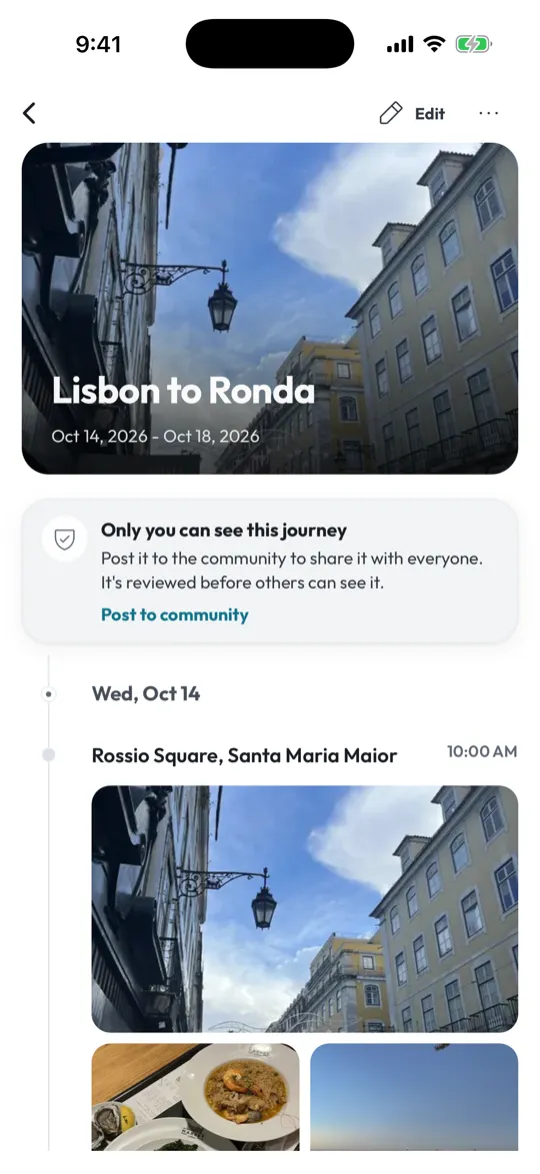 9:41
Edit
Lisbon to Ronda
Oct 14, 2026 - Oct 18, 2026
Only you can see this journey
Post it to the community to share it with everyone.
It's reviewed before others can see it.
Post to community
Wed, Oct 14
Rossio Square, Santa Maria Maior
10:00 AM